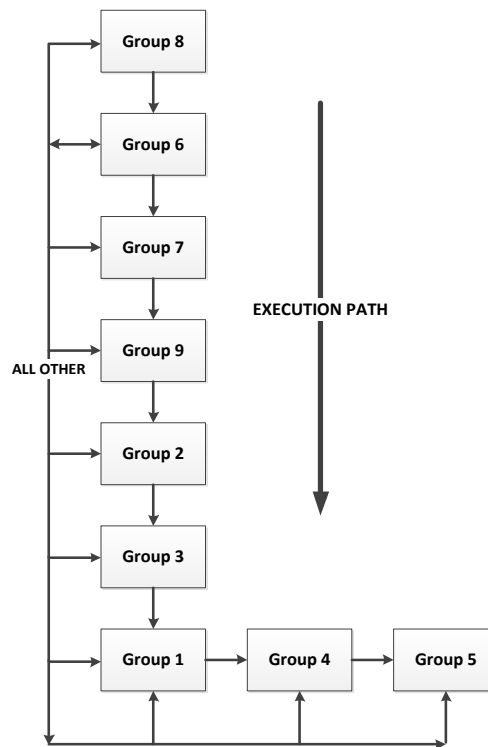 Group 8
Group 6
Group 7
EXECUTION PATH
Group 9
ALL OTHER
Group 2
Group 3
Group 1
Group 4
Group 5